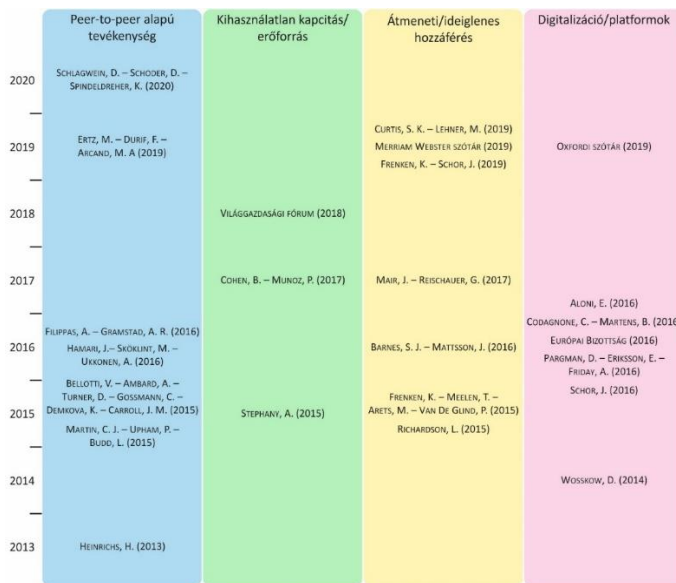 Peer-to-peer alapú
tevékenység
Kihasználatlan kapcitás/
erőforrás
Átmeneti/ideiglenes
hozzáférés
Digitalizáció/platformok
2020
SCHLAGWEIN, D. – SCHODER, D. –
SPINDELDREHER, K. (2020)
2019
ERTZ, M. – DURIF, F. –
ARCAND, M. A (2019)
CURTIS, S. K. – LEHNER, M. (2019)
MERRIAM WEBSTER SZÓTÁR (2019)
FRENKEN, K. – SCHOR, J. (2019)
OXFORDI SZÓTÁR (2019)
2018
VILÁGGAZDASÁGI FÓRUM (2018)
2017
COHEN, B. – MUNOZ, P. (2017)
MAIR, J. – REISCHAUER, G. (2017)
2016
FILIPPAS, A. – GRAMSTAD, A. R. (2016)
HAMARI, J.– SKÖKLINT, M. –
UKKONEN, A. (2016)
BARNES, S. J. – MATTSSON, J. (2016)
ALONI, E. (2016)
CODAGNONE, C. – MARTENS, B. (2016
EURÓPAI BIZOTTSÁG (2016)
PARGMAN, D. – ERIKSSON, E. –
FRIDAY, A. (2016)
SCHOR, J. (2016)
2015
BELLOTTI, V. – AMBARD, A. –
TURNER, D. – GOSSMANN, C. –
DEMKOVA, K. – CARROLL, J. M. (2015)
MARTIN, C. J. – UPHAM, P. –
BUDD, L. (2015)
STEPHANY, A. (2015)
FRENKEN, K. – MEELEN, T. –
ARETS, M. – VAN DE GLIND, P. (2015)
RICHARDSON, L. (2015)
2014
WOSSKOW, D. (2014)
2013
HEINRICHS, H. (2013)